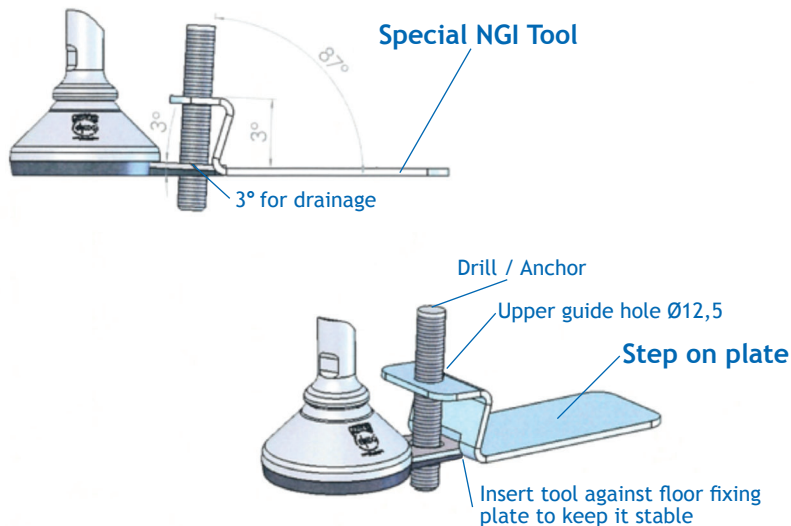 Special NGI Tool
87°
3°
3°
3° for drainage
Drill / Anchor
Upper guide hole Ø12,5
Step on plate
Insert tool against floor fixing
plate to keep it stable